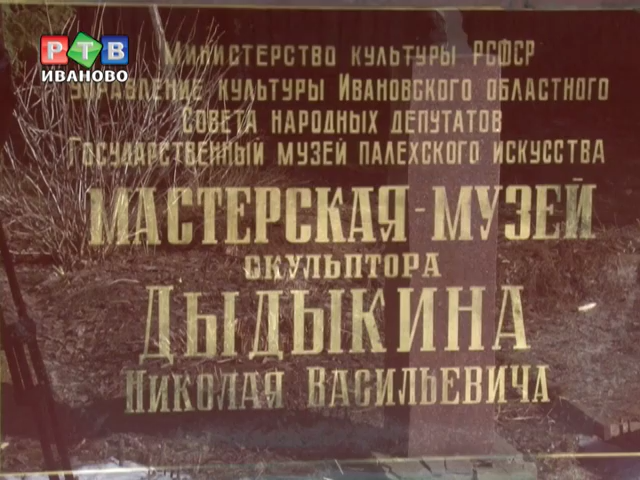 РТВ
ИВАНОВО
Министерство культуры РСФСР
Управление культуры Ивановского областного
Совета народных депутатов
Государственный музей палехского искусства
Мастерская-музей
скульптора
Дыдыкина
Николая Васильевича